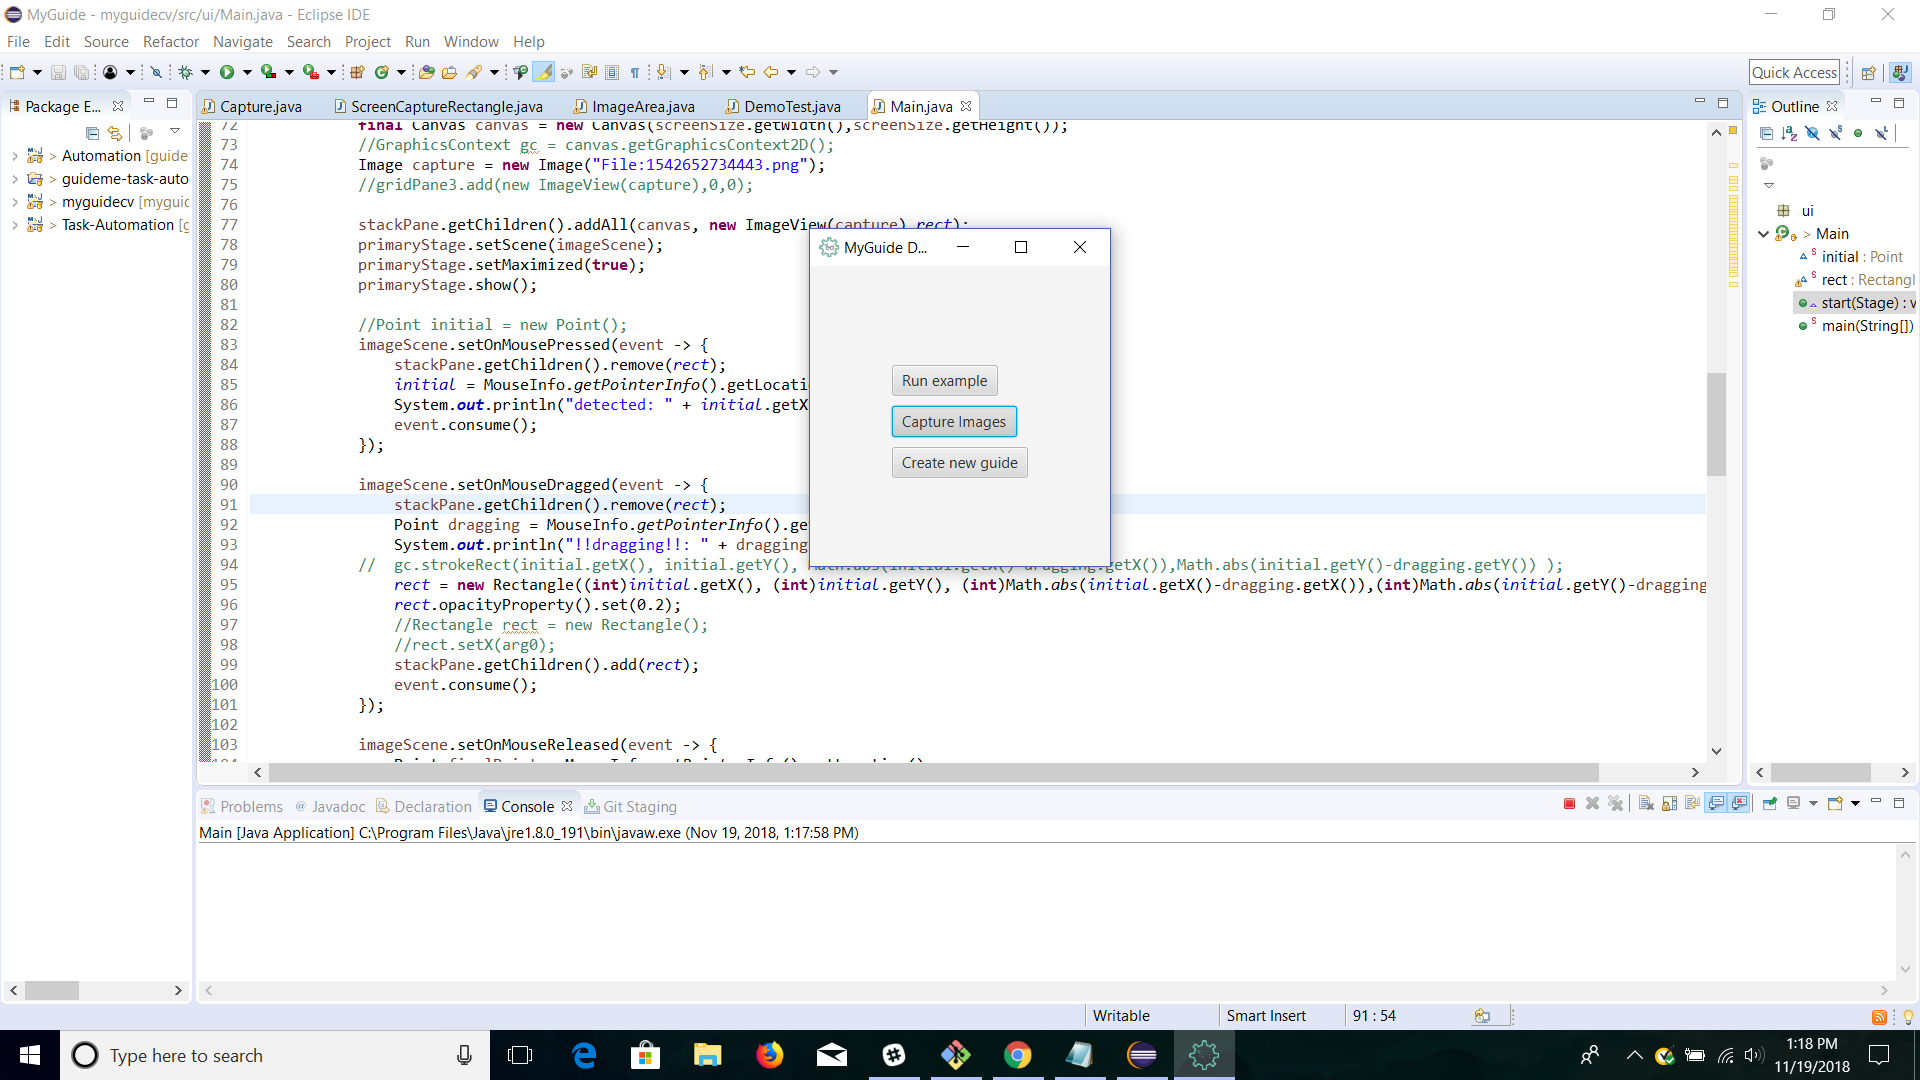 MyGuide - myguidecv/src/ui/Main.java - Eclipse IDE
File Edit Source Refactor Navigate Search Project Run Window Help
Quick Access
Package E...
> Automation [guide
> guideme-task-auto
> myguidecv [myguid
> Task-Automation [g
Capture.java ScreenCaptureRectangle.java ImageArea.java DemoTest.java Main.java
72 final Canvas canvas = new Canvas(screenSize.getWidth(),screenSize.getHeight());
73 //GraphicsContext gc = canvas.getGraphicsContext2D();
74 Image capture = new Image("File:1542652734443.png");
75 //gridPane3.add(new ImageView(capture),0,0);
76
77 stackPane.getChildren().addAll(canvas, new ImageView(capture),rect);
78 primaryStage.setScene(imageScene);
79 primaryStage.setMaximized(true);
80 primaryStage.show();
81
82 //Point initial = new Point();
83 imageScene.setOnMousePressed(event -> {
84 stackPane.getChildren().remove(rect);
85 initial = MouseInfo.getPointerInfo().getLocati
86 System.out.println("detected: " + initial.getX
87 event.consume();
88 });
89
90 imageScene.setOnMouseDragged(event -> {
91 stackPane.getChildren().remove(rect);
92 Point dragging = MouseInfo.getPointerInfo().ge
93 System.out.println("!!dragging!!: " + dragging
94 // gc.strokeRect(initial.getX(), initial.getY(), Math.abs(initial.getX()-dragging.getX()),Math.abs(initial.getY()-dragging.getY()) );
95 rect = new Rectangle((int)initial.getX(), (int)initial.getY(), (int)Math.abs(initial.getX()-dragging.getX()),(int)Math.abs(initial.getY()-dragging
96 rect.opacityProperty().set(0.2);
97 //Rectangle rect = new Rectangle();
98 //rect.setX(arg0);
99 stackPane.getChildren().add(rect);
100 event.consume();
101 });
102
103 imageScene.setOnMouseReleased(event -> {
MyGuide D...
Run example
Capture Images
Create new guide
Outline
ui
> Main
initial : Point
rect : Rectangl
start(Stage) : v
main(String[])
Problems Javadoc Declaration Console Git Staging
Main [Java Application] C:\Program Files\Java\jre1.8.0_191\bin\javaw.exe (Nov 19, 2018, 1:17:58 PM)
Writable Smart Insert 91 : 54
Type here to search
1:18 PM
11/19/2018